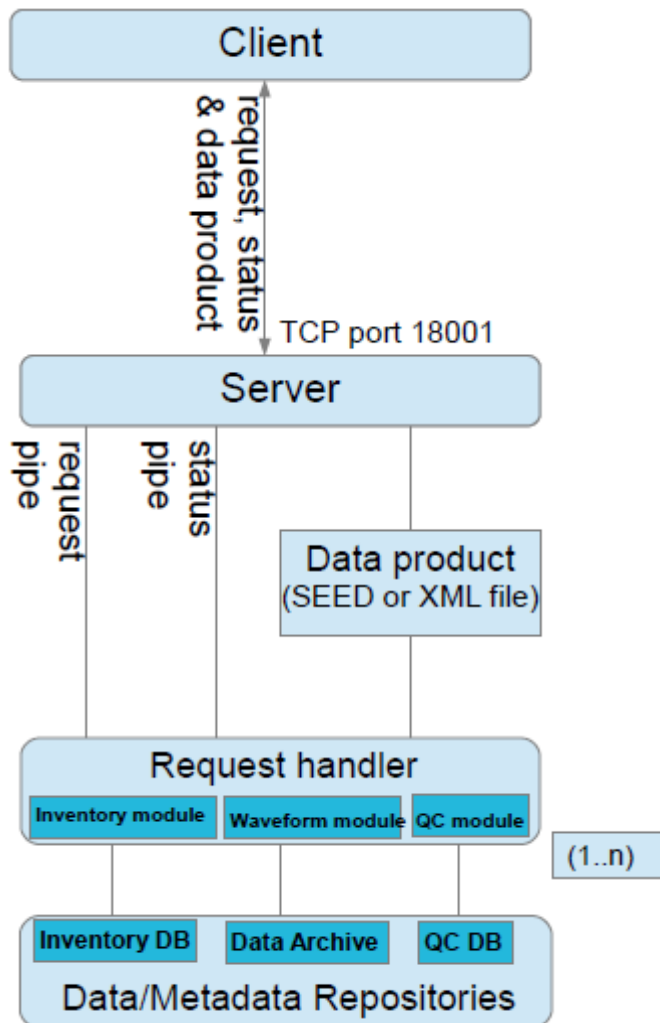 Client
request, status
& data product
TCP port 18001
Server
request
pipe
status
pipe
Data product
(SEED or XML file)
Request handler
Inventory module
Waveform module
QC module
(1..n)
Inventory DB
Data Archive
QC DB
Data/Metadata Repositories